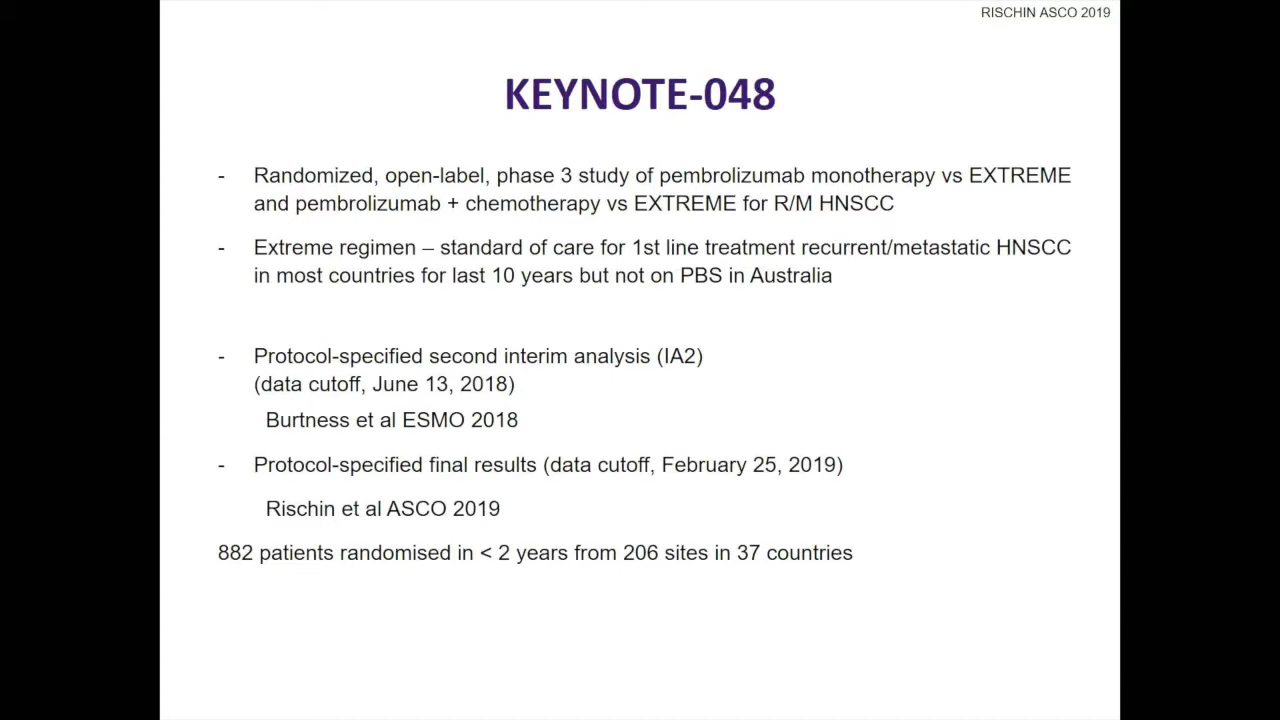 RISCHIN ASCO 2019
KEYNOTE-048
- Randomized, open-label, phase 3 study of pembrolizumab monotherapy vs EXTREME
and pembrolizumab + chemotherapy vs EXTREME for R/M HNSCC
- Extreme regimen – standard of care for 1st line treatment recurrent/metastatic HNSCC
in most countries for last 10 years but not on PBS in Australia
- Protocol-specified second interim analysis (IA2)
(data cutoff, June 13, 2018)
Burtness et al ESMO 2018
- Protocol-specified final results (data cutoff, February 25, 2019)
Rischin et al ASCO 2019
882 patients randomised in < 2 years from 206 sites in 37 countries